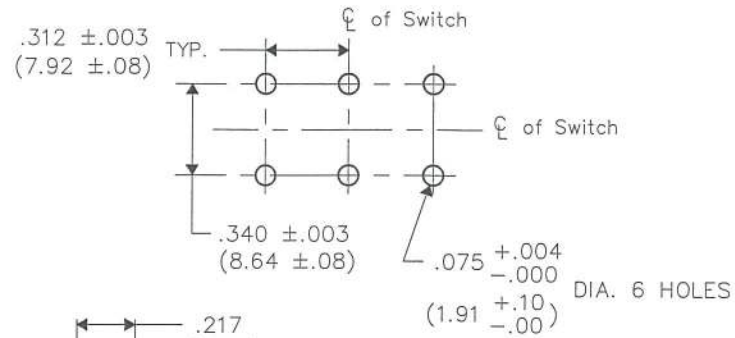 ℄ of Switch
.312 ±.003 TYP.
(7.92 ±.08)
℄ of Switch
.340 ±.003
(8.64 ±.08)
.075 +.004 -.000
DIA. 6 HOLES
(1.91 +.10 -.00)
.217